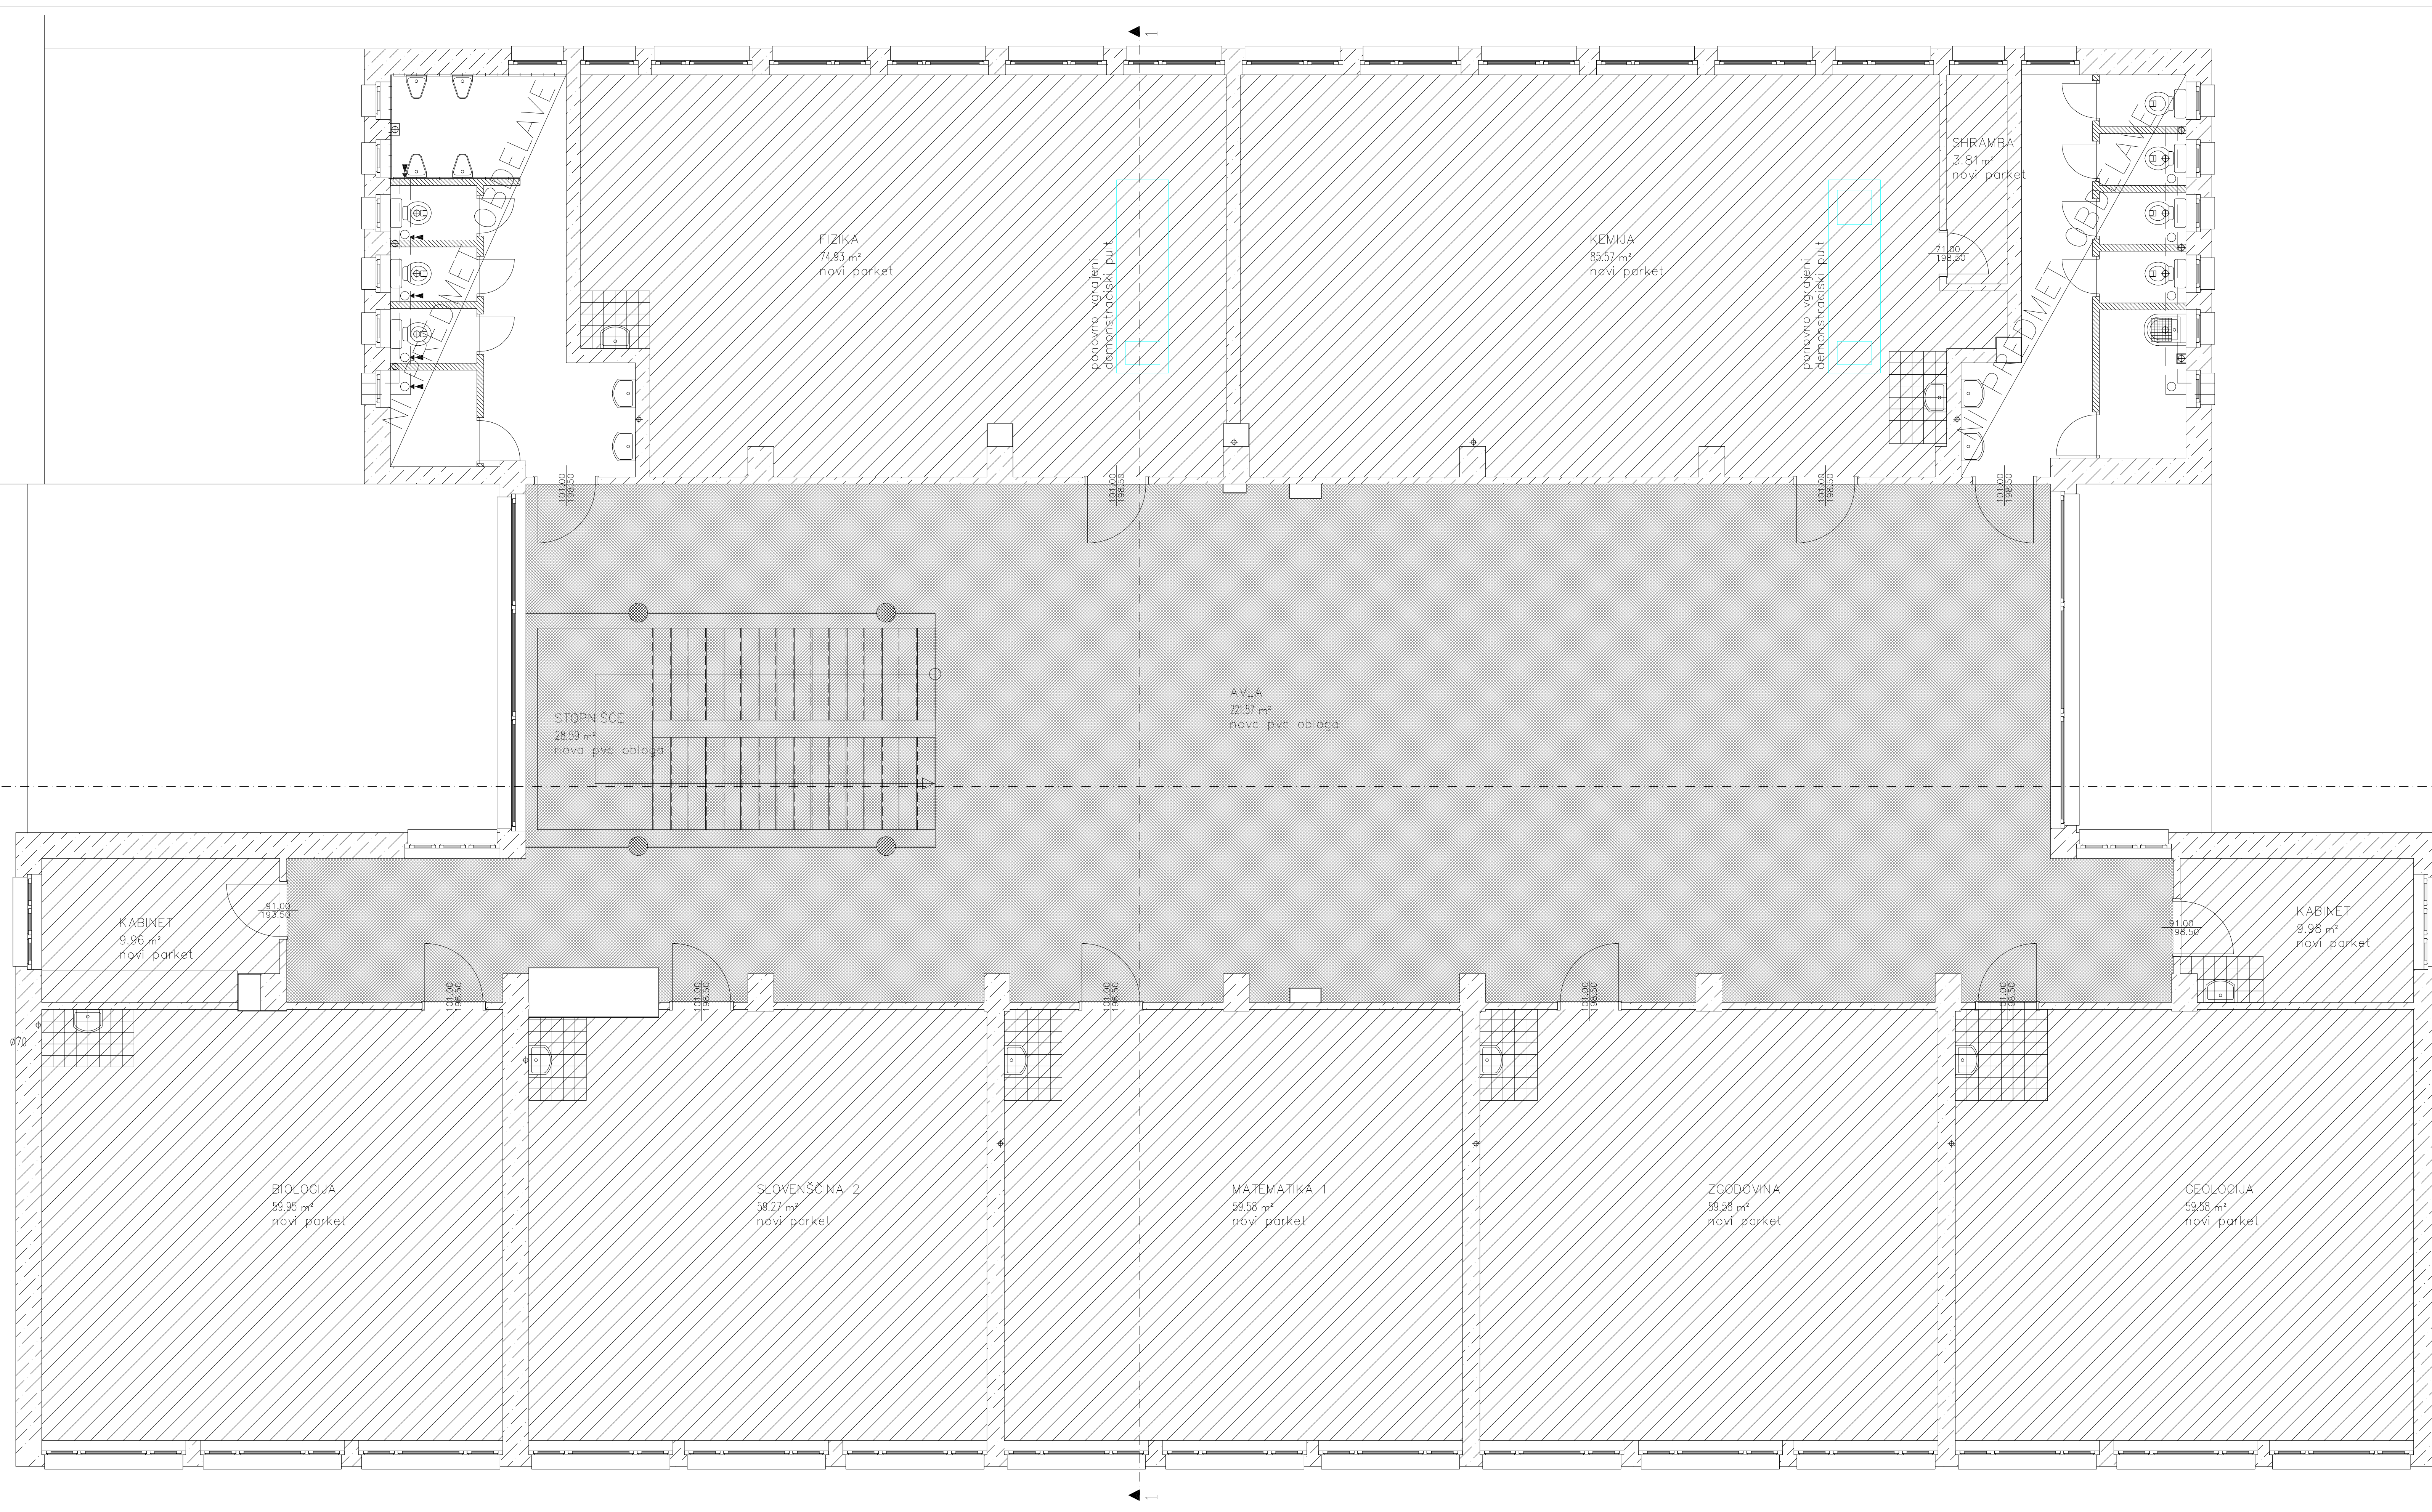 1
NI PREDMET OBDELAVE
FIZIKA
74.93 m²
novi parket
ponovno vgrajeni
demonstraciski pult
KEMIJA
85.57 m²
novi parket
ponovno vgrajeni
demonstraciski pult
SHRAMBA
3.81 m²
novi parket
71.00
198.50
NI PREDMET OBDELAVE
101.00
198.50
101.00
198.50
101.00
198.50
101.00
198.50
STOPNIŠČE
28.59 m²
nova pvc obloga
AVLA
221.57 m²
nova pvc obloga
KABINET
9.96 m²
novi parket
91.00
193.50
91.00
198.50
KABINET
9.98 m²
novi parket
101.00
198.50
101.00
198.50
101.00
198.50
101.00
198.50
101.00
198.50
ø70
BIOLOGIJA
59.95 m²
novi parket
SLOVENŠČINA 2
59.27 m²
novi parket
MATEMATIKA 1
59.58 m²
novi parket
ZGODOVINA
59.58 m²
novi parket
GEOLOGIJA
59.58 m²
novi parket
1